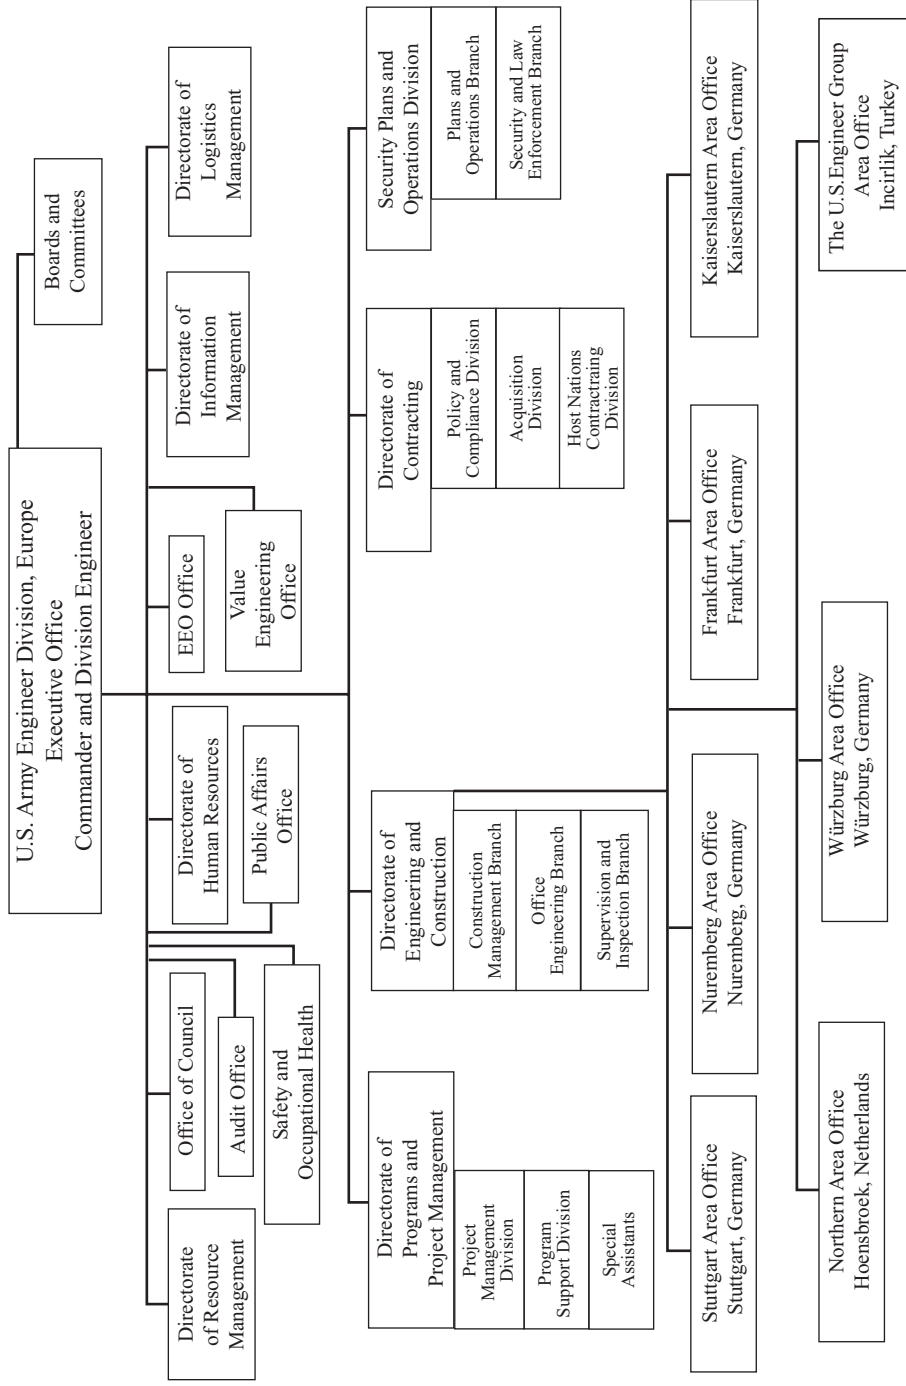 U.S. Army Engineer Division, Europe
Executive Office
Commander and Division Engineer
Boards and
Committees
Directorate
of Resource
Management
Office of Council
Audit Office
Safety and
Occupational Health
Directorate of
Human Resources
Public Affairs
Office
EEO Office
Value
Engineering
Office
Directorate of
Information
Management
Directorate of
Logistics
Management
Directorate of
Programs and
Project Management
Project
Management
Division
Program
Support Division
Special
Assistants
Directorate of
Engineering and
Construction
Construction
Management Branch
Office
Engineering Branch
Supervision and
Inspection Branch
Directorate of
Contracting
Policy and
Compliance Division
Acquisition
Division
Host Nations
Contractraing
Division
Security Plans and
Operations Division
Plans and
Operations Branch
Security and Law
Enforcement Branch
Stuttgart Area Office
Stuttgart, Germany
Nuremberg Area Office
Nuremberg, Germany
Frankfurt Area Office
Frankfurt, Germany
Kaiserslautern Area Office
Kaiserslautern, Germany
Northern Area Office
Hoensbroek, Netherlands
Würzburg Area Office
Würzburg, Germany
The U.S.Engineer Group
Area Office
Incirlik, Turkey